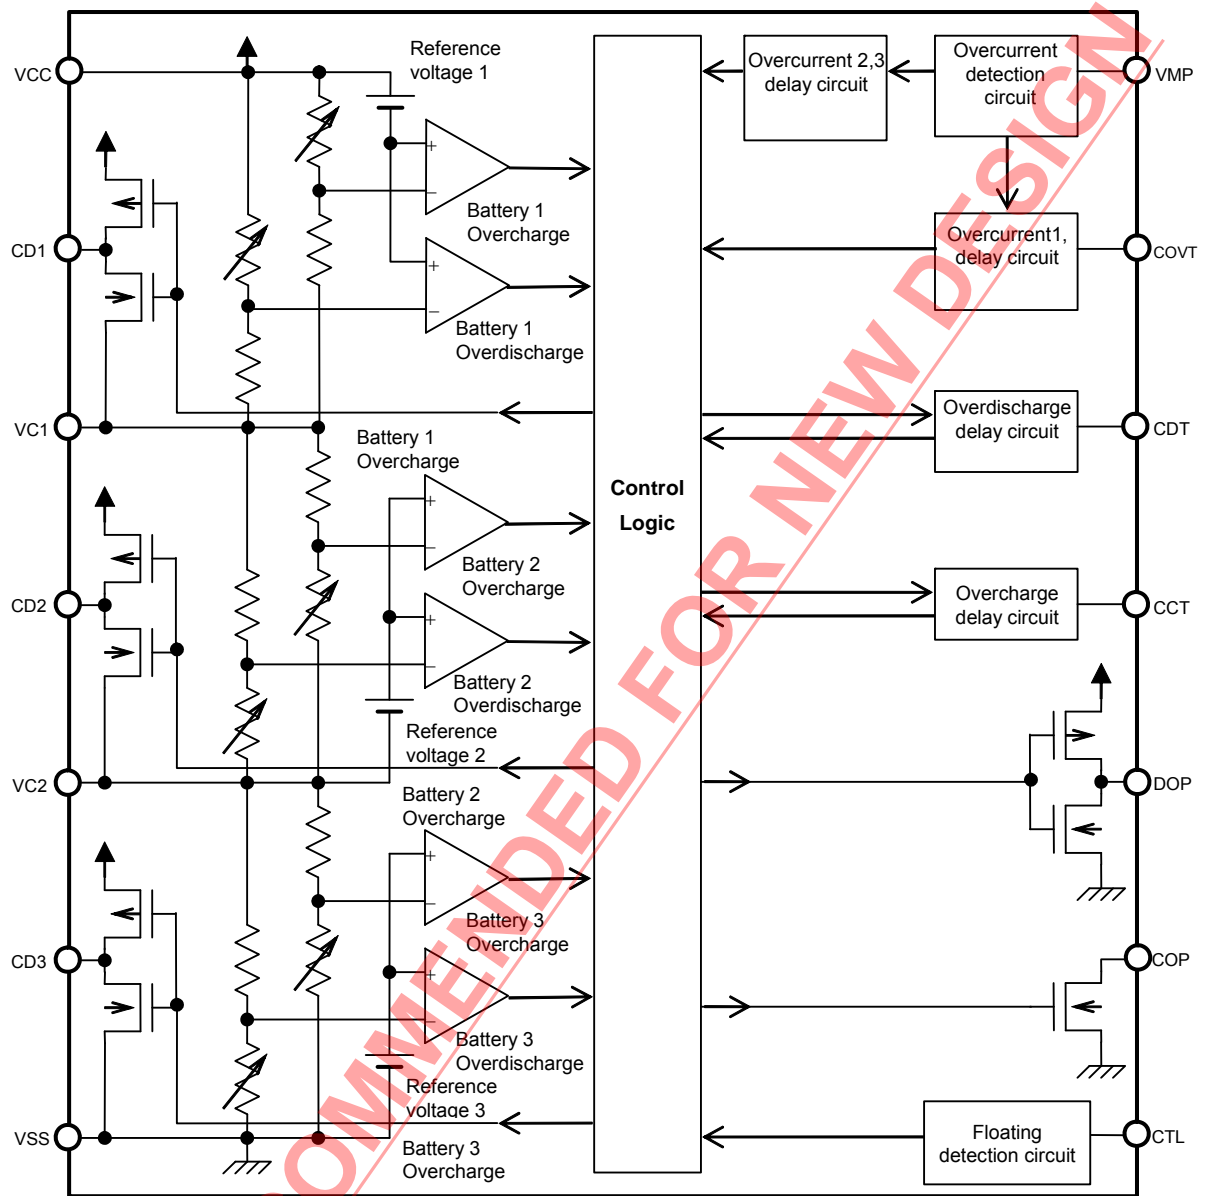 Reference
voltage 1
VCC
Overcurrent 2,3
delay circuit
Overcurrent
detection
circuit
VMP
Battery 1
Overcharge
CD1
Overcurrent1,
delay circuit
COVT
Battery 1
Overdischarge
VC1
Battery 1
Overcharge
Overdischarge
delay circuit
CDT
Control
Logic
Battery 2
Overcharge
CD2
Overcharge
delay circuit
CCT
Battery 2
Overdischarge
Reference
voltage 2
VC2
Battery 2
Overcharge
DOP
Battery 3
Overcharge
CD3
COP
Battery 3
Overdischarge
Reference
voltage 3
VSS
Battery 3
Overcharge
Floating
detection circuit
CTL
OMMENDED FOR NEW DESIGN